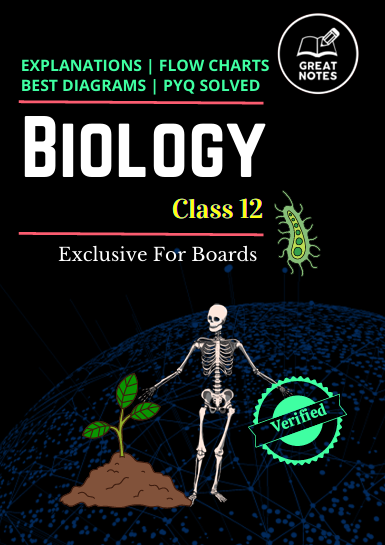 EXPLANATIONS | FLOW CHARTS
BEST DIAGRAMS | PYQ SOLVED
GREAT
NOTES
BIOLOGY
Class 12
Exclusive For Boards
Verified